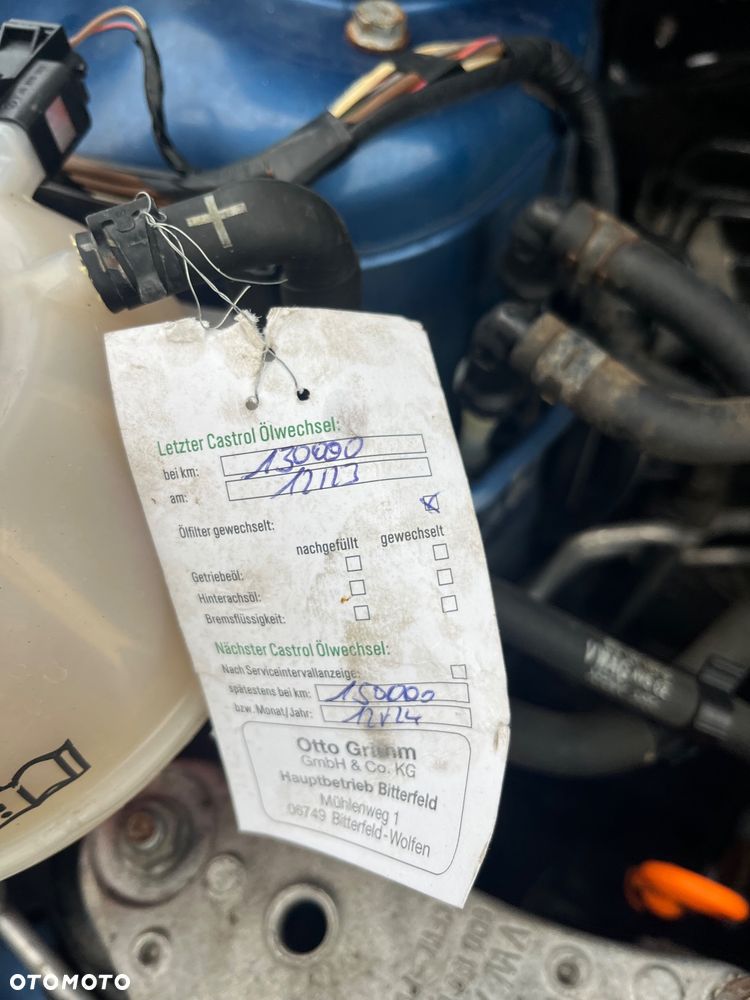 Letzter Castrol Ölwechsel:
bei km: 130000
am: 12/23
Ölfilter gewechselt:
nachgefüllt gewechselt
Getriebeöl:
Hinterachsöl:
Bremsflüssigkeit:
Nächster Castrol Ölwechsel:
Nach Serviceintervallanzeige:
spätestens bei km: 150000
bzw. Monat/Jahr: 12/24
Otto Grimm
GmbH & Co. KG
Hauptbetrieb Bitterfeld
Mühlenweg 1
06749 Bitterfeld-Wolfen
OTOMOTO